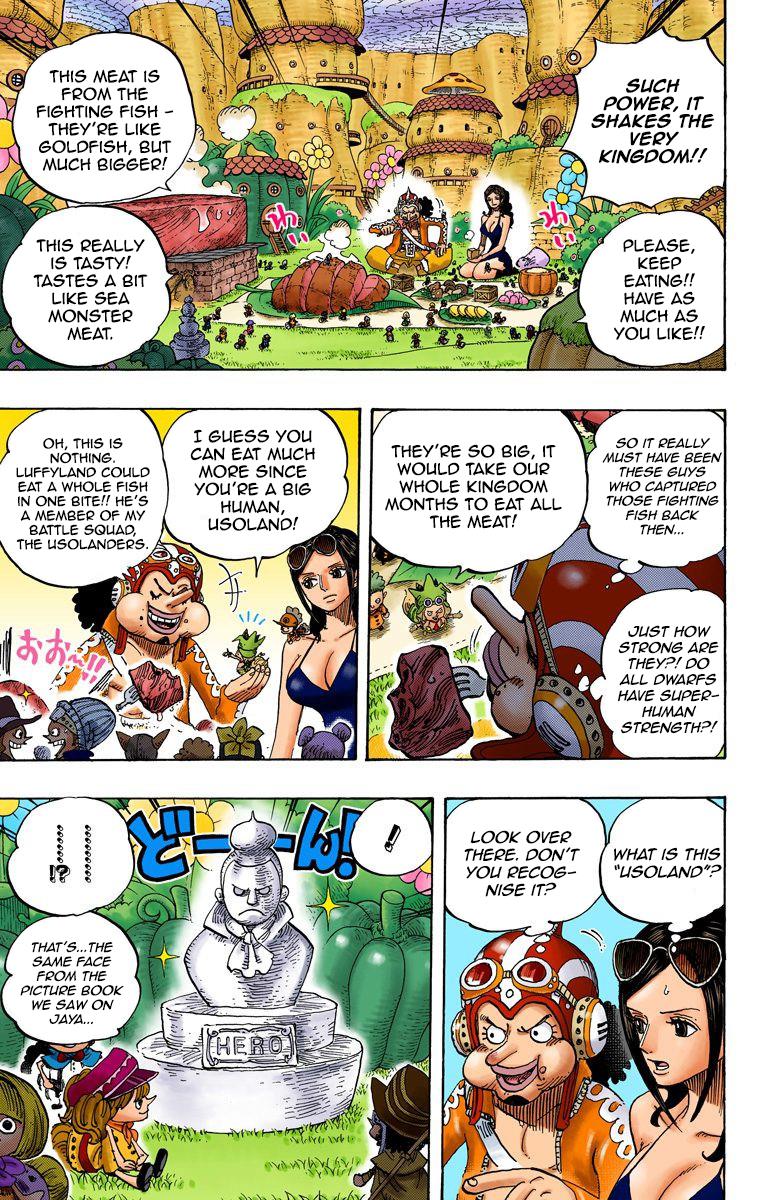 SUCH
POWER, IT
SHAKES THE
VERY
KINGDOM!!
PLEASE,
KEEP
EATING!!
HAVE AS
MUCH AS
YOU LIKE!!
THIS MEAT IS
FROM THE
FIGHTING FISH –
THEY'RE LIKE
GOLDFISH, BUT
MUCH BIGGER!
THIS REALLY
IS TASTY!
TASTES A BIT
LIKE SEA
MONSTER
MEAT.
SO IT REALLY
MUST HAVE BEEN
THESE GUYS
WHO CAPTURED
THOSE FIGHTING
FISH BACK
THEN...
JUST HOW
STRONG ARE
THEY?! DO
ALL DWARFS
HAVE SUPER-
HUMAN
STRENGTH?!
THEY'RE SO BIG, IT
WOULD TAKE OUR
WHOLE KINGDOM
MONTHS TO EAT ALL
THE MEAT!
I GUESS YOU
CAN EAT MUCH
MORE SINCE
YOU'RE A BIG
HUMAN,
USOLAND!
OH, THIS IS
NOTHING.
LUFFYLAND COULD
EAT A WHOLE FISH
IN ONE BITE!! HE'S
A MEMBER OF MY
BATTLE SQUAD,
THE USOLANDERS.
おお〜!!
WHAT IS THIS
"USOLAND"?
LOOK OVER
THERE. DON'T
YOU RECOG-
NISE IT?
!
どーーん!
HERO
!?
THAT'S...THE
SAME FACE
FROM THE
PICTURE BOOK
WE SAW ON
JAYA...